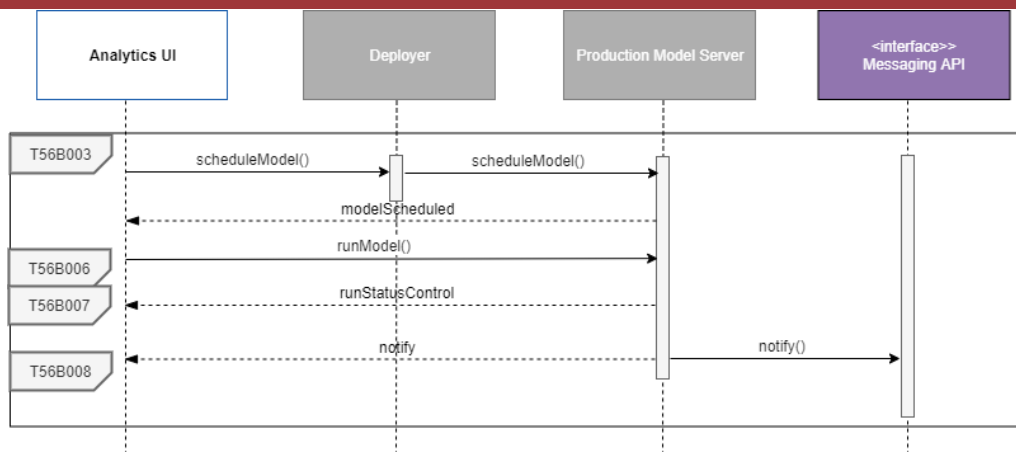 Analytics UI
Deployer
Production Model Server
<interface>>
Messaging API
T56B003
scheduleModel()
scheduleModel()
modelScheduled
runModel()
T56B006
runStatusControl
T56B007
notify
notify()
T56B008